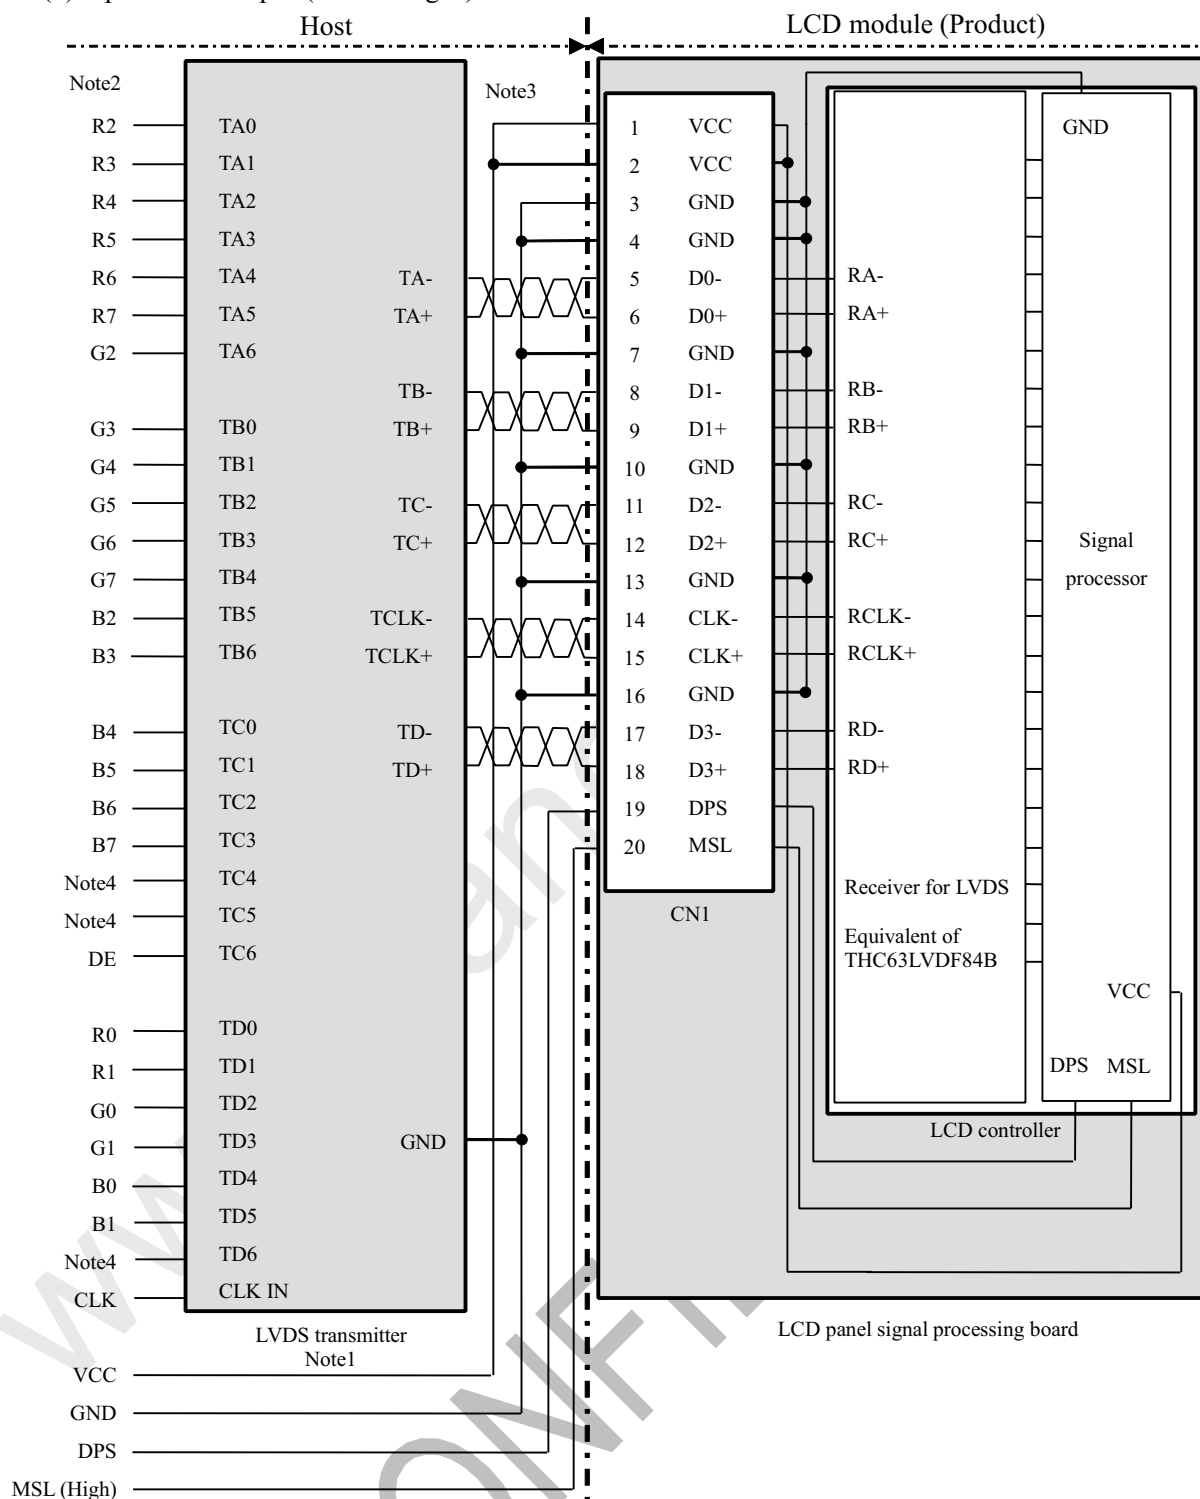 Host
LCD module (Product)
Note2
Note3
R2 TA0
R3 TA1
R4 TA2
R5 TA3
R6 TA4 TA-
R7 TA5 TA+
G2 TA6
TB-
G3 TB0 TB+
G4 TB1
G5 TB2 TC-
G6 TB3 TC+
G7 TB4
B2 TB5 TCLK-
B3 TB6 TCLK+
B4 TC0 TD-
B5 TC1 TD+
B6 TC2
B7 TC3
Note4 TC4
Note4 TC5
DE TC6
R0 TD0
R1 TD1
G0 TD2
G1 TD3 GND
B0 TD4
B1 TD5
Note4 TD6
CLK CLK IN
LVDS transmitter
Note1
VCC
GND
DPS
MSL (High)
1 VCC
2 VCC
3 GND
4 GND
5 D0- RA-
6 D0+ RA+
7 GND
8 D1- RB-
9 D1+ RB+
10 GND
11 D2- RC-
12 D2+ RC+
13 GND
14 CLK- RCLK-
15 CLK+ RCLK+
16 GND
17 D3- RD-
18 D3+ RD+
19 DPS
20 MSL
CN1
Receiver for LVDS
Equivalent of
THC63LVDF84B
GND
Signal
processor
VCC
DPS MSL
LCD controller
LCD panel signal processing board